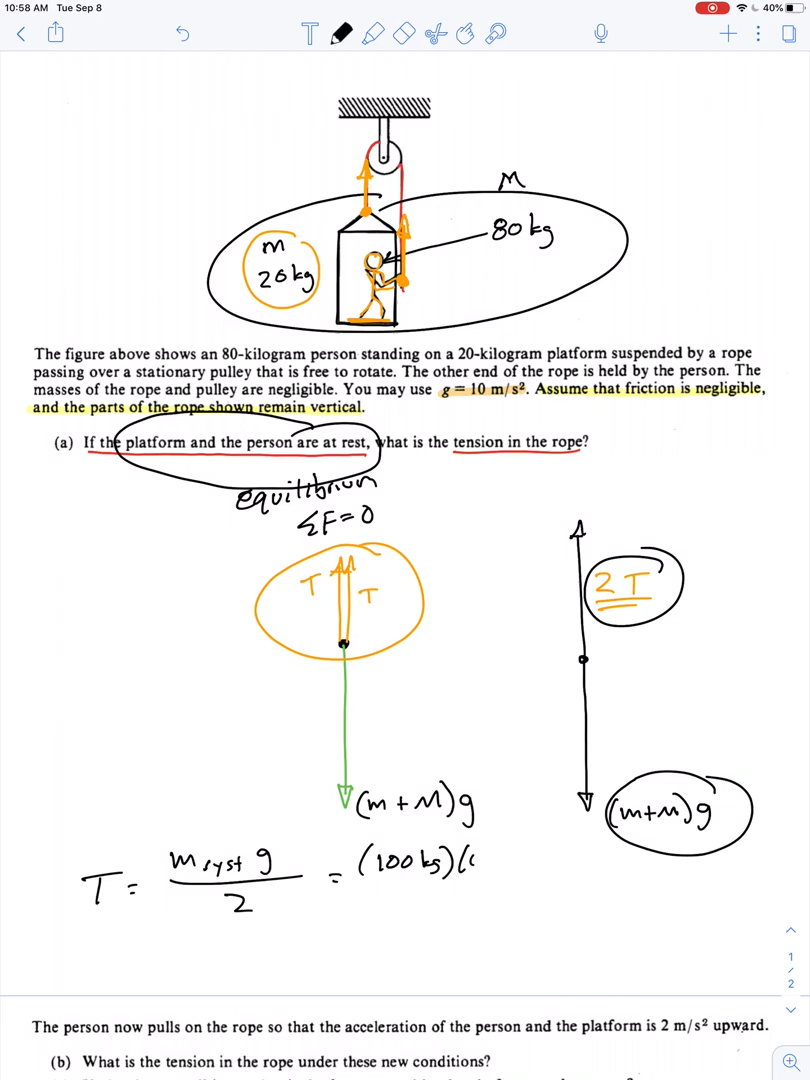 10:58 AM Tue Sep 8
40%
T
M
m
20kg
80kg
The figure above shows an 80-kilogram person standing on a 20-kilogram platform suspended by a rope
passing over a stationary pulley that is free to rotate. The other end of the rope is held by the person. The
masses of the rope and pulley are negligible. You may use g = 10 m/s². Assume that friction is negligible,
and the parts of the rope shown remain vertical.
(a) If the platform and the person are at rest, what is the tension in the rope?
equilibrium
ΣF=0
T T
2T
(m+M)g
(m+M)g
T = m syst g / 2 = (100 kg)(
The person now pulls on the rope so that the acceleration of the person and the platform is 2 m/s² upward.
(b) What is the tension in the rope under these new conditions?
1
/
2